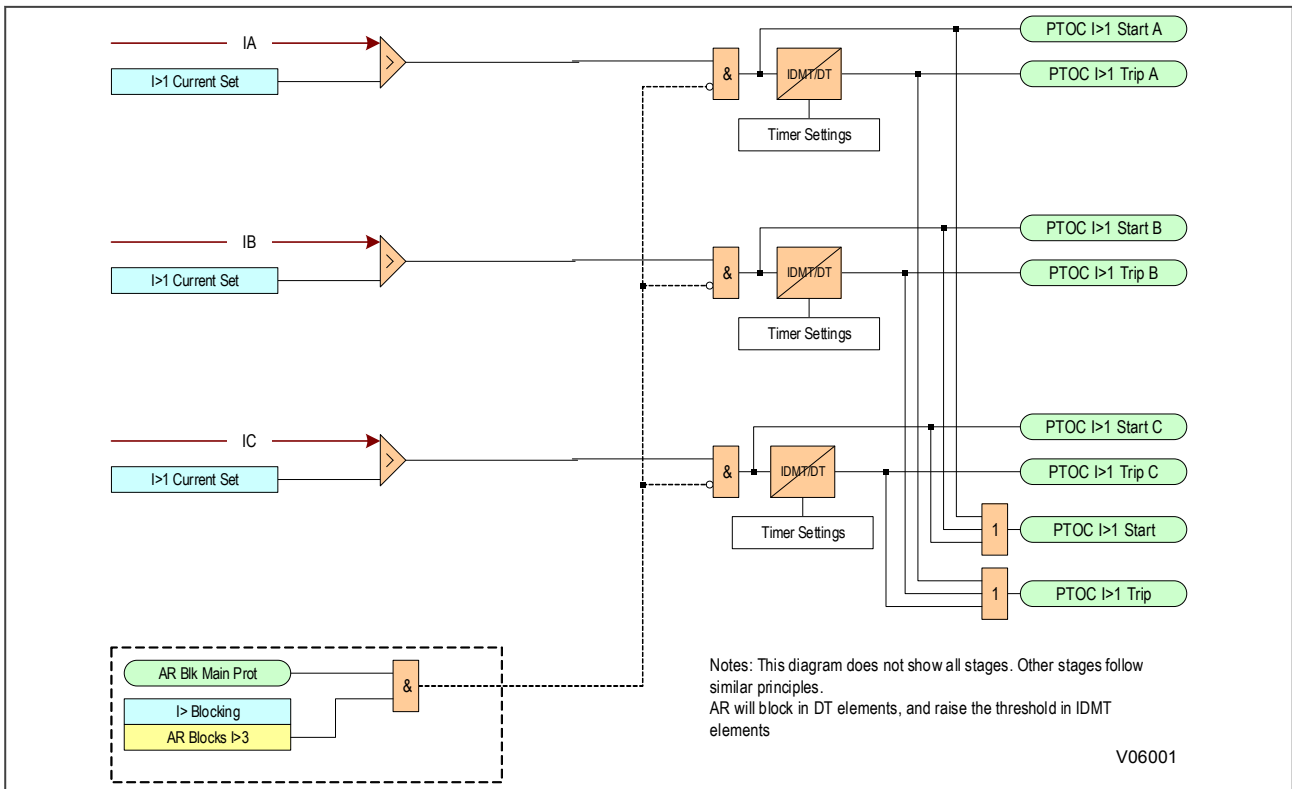 IA
I>1 Current Set
>
&
IDMT/DT
Timer Settings
PTOC I>1 Start A
PTOC I>1 Trip A
IB
I>1 Current Set
>
&
IDMT/DT
Timer Settings
PTOC I>1 Start B
PTOC I>1 Trip B
IC
I>1 Current Set
>
&
IDMT/DT
Timer Settings
PTOC I>1 Start C
PTOC I>1 Trip C
1
PTOC I>1 Start
1
PTOC I>1 Trip
AR Blk Main Prot
I> Blocking
AR Blocks I>3
&
Notes: This diagram does not show all stages. Other stages follow
similar principles.
AR will block in DT elements, and raise the threshold in IDMT
elements
V06001